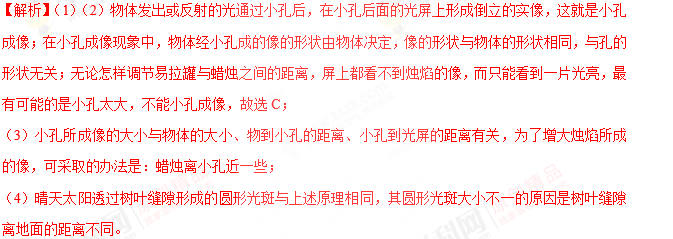 【解析】（1）（2）物体发出或反射的光通过小孔后，在小孔后面的光屏上形成倒立的实像，这就是小孔
成像；在小孔成像现象中，物体经小孔成的像的形状由物体决定，像的形状与物体的形状相同，与孔的
形状无关；无论怎样调节易拉罐与蜡烛之间的距离，屏上都看不到烛焰的像，而只能看到一片光亮，最
有可能的是小孔太大，不能小孔成像，故选 C；
（3）小孔所成像的大小与物体的大小、物到小孔的距离、小孔到光屏的距离有关，为了增大烛焰所成
的像，可采取的办法是：蜡烛离小孔近一些；
（4）晴天太阳透过树叶缝隙形成的圆形光斑与上述原理相同，其圆形光斑大小不一的原因是树叶缝隙
离地面的距离不同。